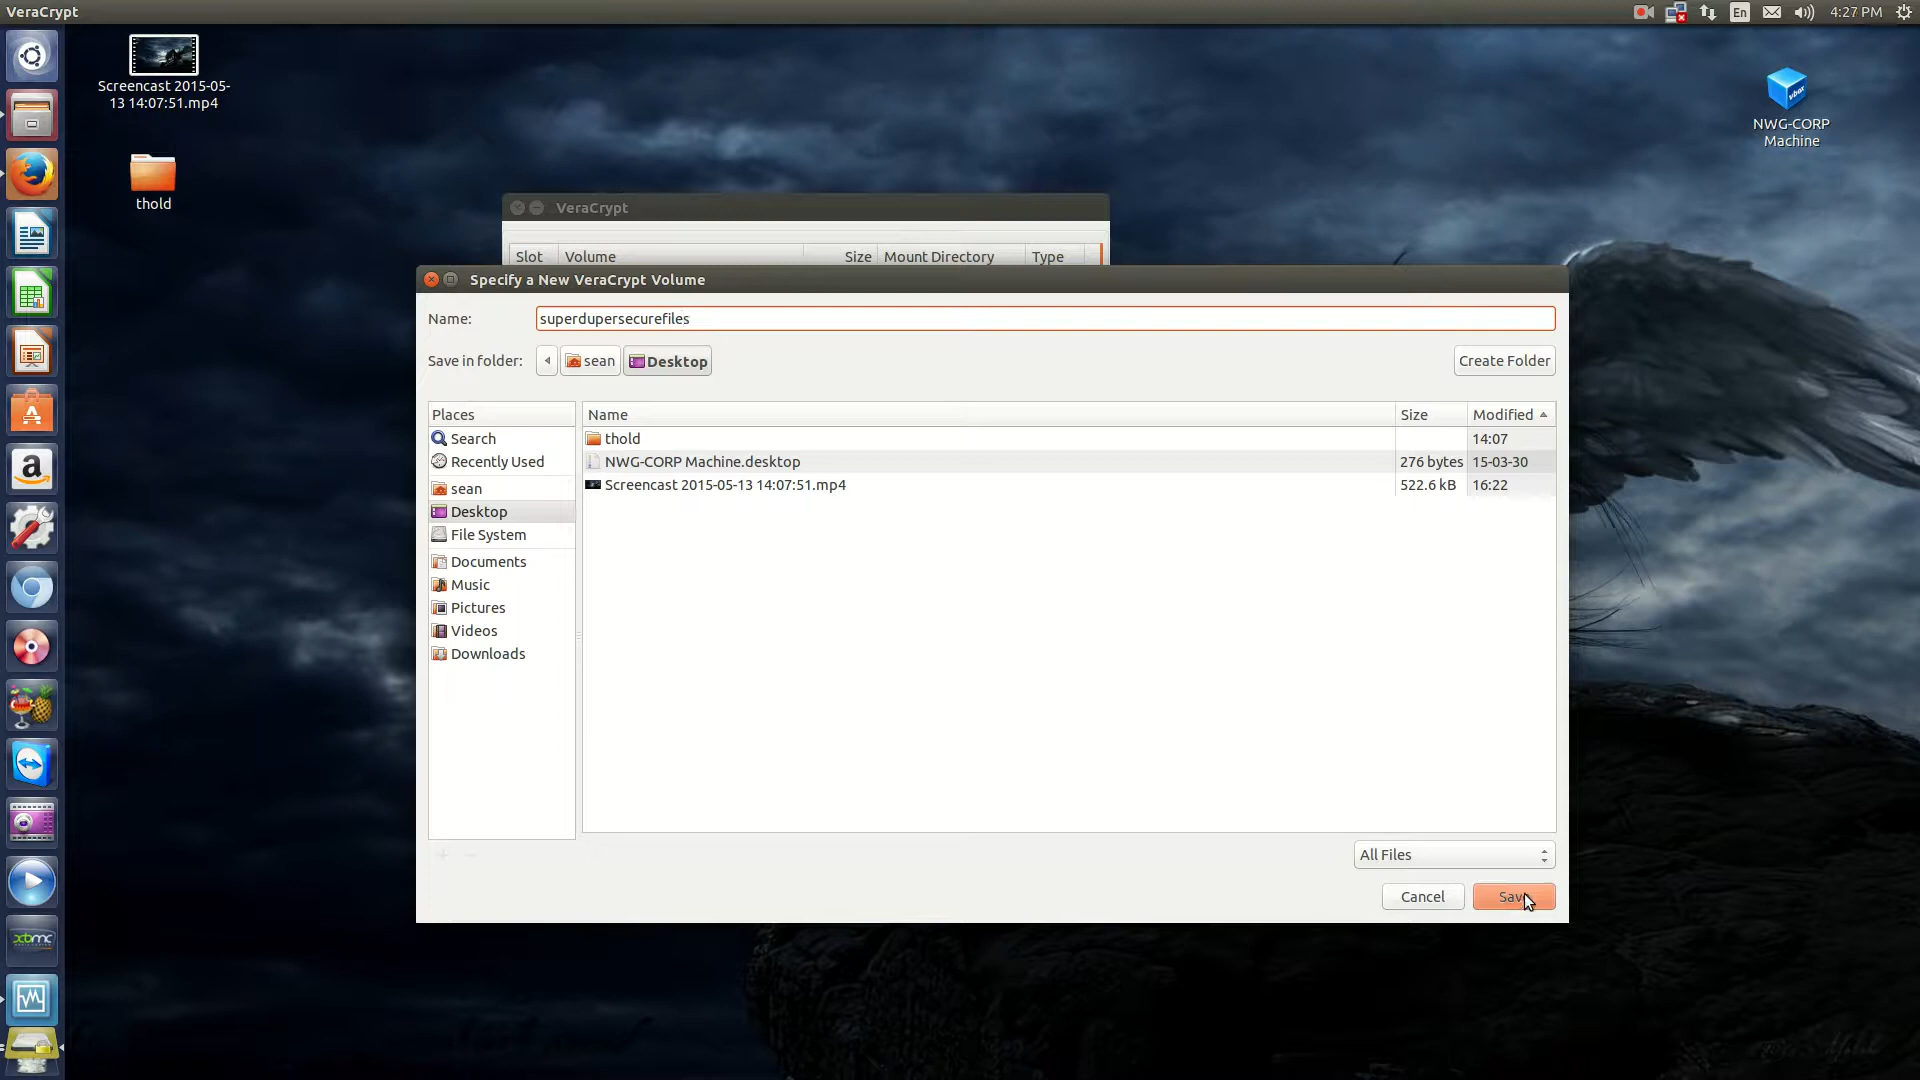 VeraCrypt
En
4:27 PM
Screencast 2015-05-
13 14:07:51.mp4
thold
vbox
NWG-CORP
Machine
VeraCrypt
Slot Volume Size Mount Directory Type
Specify a New VeraCrypt Volume
Name: superdupersecurefiles
Save in folder: sean Desktop Create Folder
Places Name Size Modified
Search thold 14:07
Recently Used NWG-CORP Machine.desktop 276 bytes 15-03-30
sean Screencast 2015-05-13 14:07:51.mp4 522.6 kB 16:22
Desktop
File System
Documents
Music
Pictures
Videos
Downloads
All Files
Cancel
xbmc